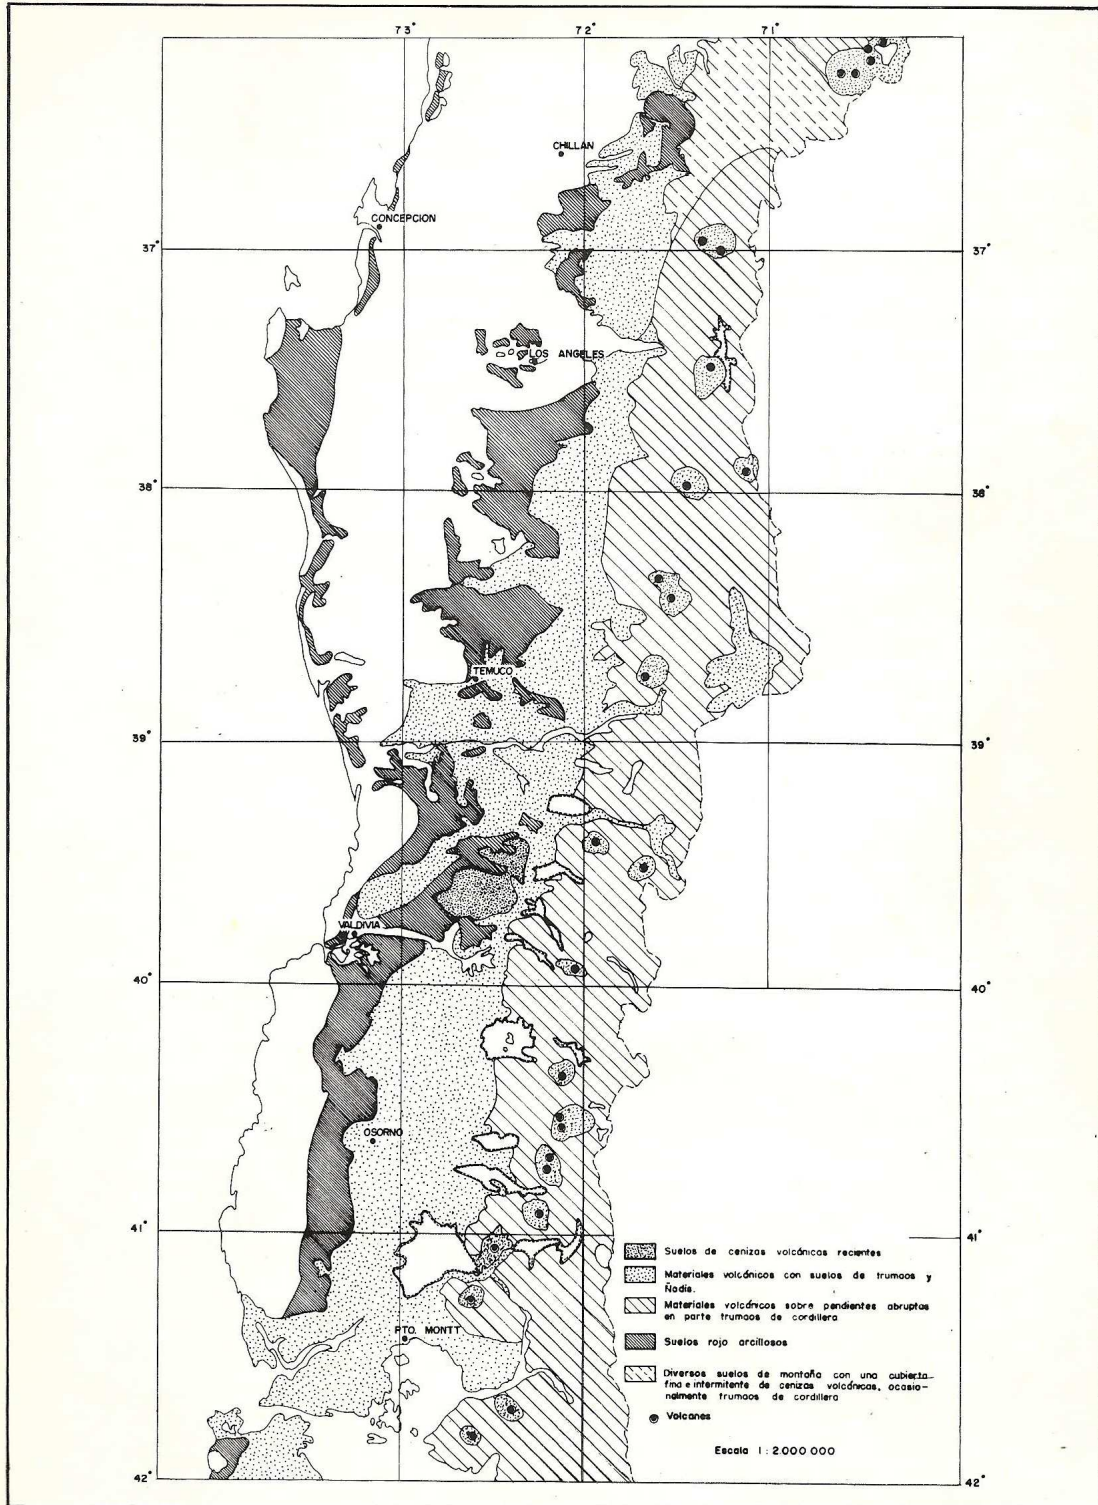 73°
72°
71°
CHILLAN
CONCEPCION
37°
37°
LOS ANGELES
38°
38°
TEMUCO
39°
39°
VALDIVIA
40°
40°
OSORNO
41°
41°
Suelos de cenizas volcánicas recientes
Materiales volcánicos con suelos de trumaos y
Ñadis.
Materiales volcánicos sobre pendientes abruptas
en parte trumaos de cordillera
PTO. MONTT
Suelos rojo arcillosos
Diversos suelos de montaña con una cubierta
fina e intermitente de cenizas volcánicas, ocasio-
nalmente trumaos de cordillera
Volcanes
Escala 1 : 2.000.000
42°
42°